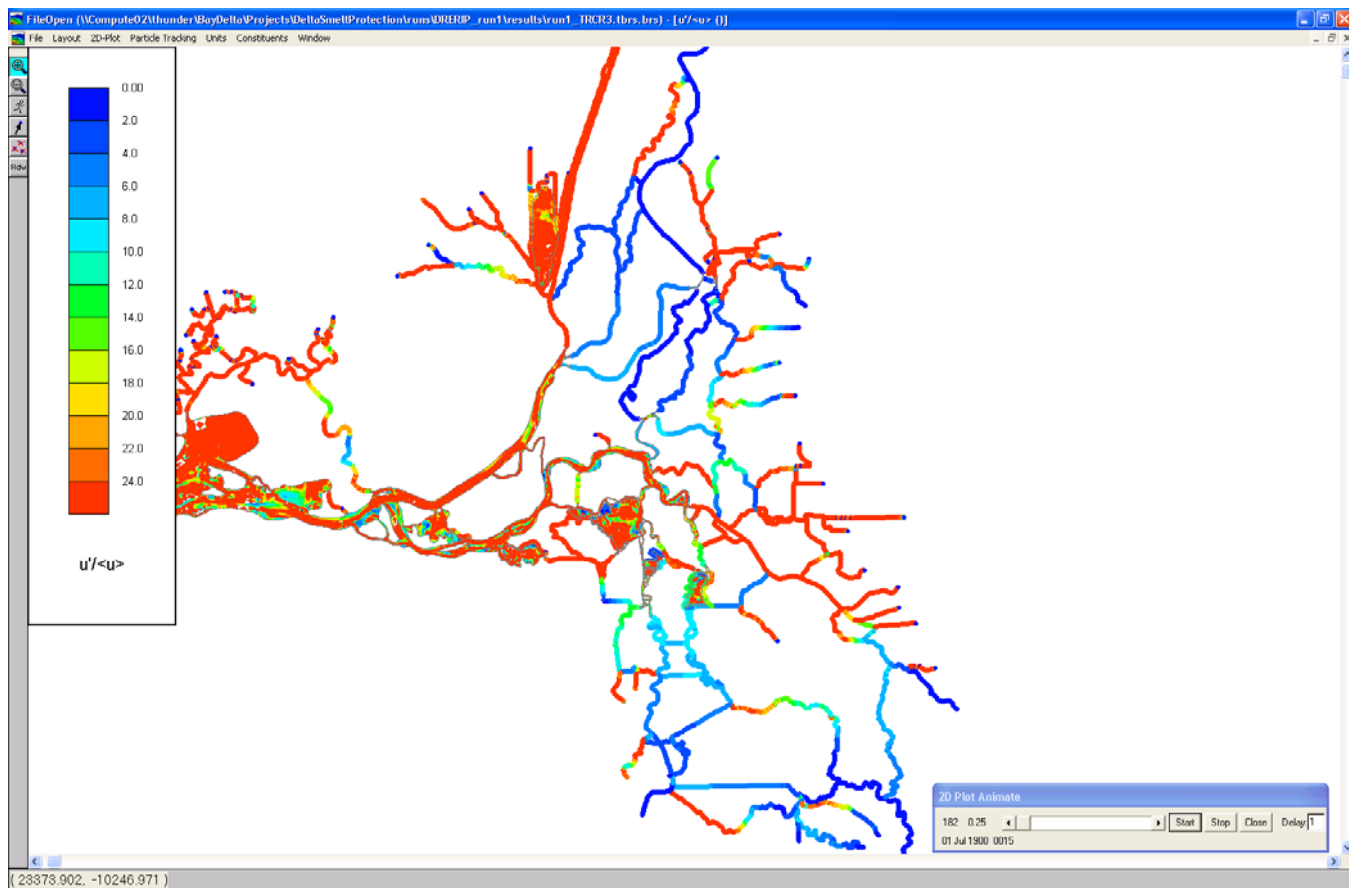 FileOpen (\\Compute02\thunder\BayDelta\Projects\DeltaSmeltProtection\runs\DRERIP_run1\results\run1_TRCR3.tbrs.brs) - [u'/<u> ()]
File Layout 2D-Plot Particle Tracking Units Constituents Window
Rdw
0.00
2.0
4.0
6.0
8.0
10.0
12.0
14.0
16.0
18.0
20.0
22.0
24.0
u'/<u>
2D Plot Animate
182 0.25 Start Stop Close Delay: 1
01 Jul 1900 0015
( 23373.902, -10246.971 )